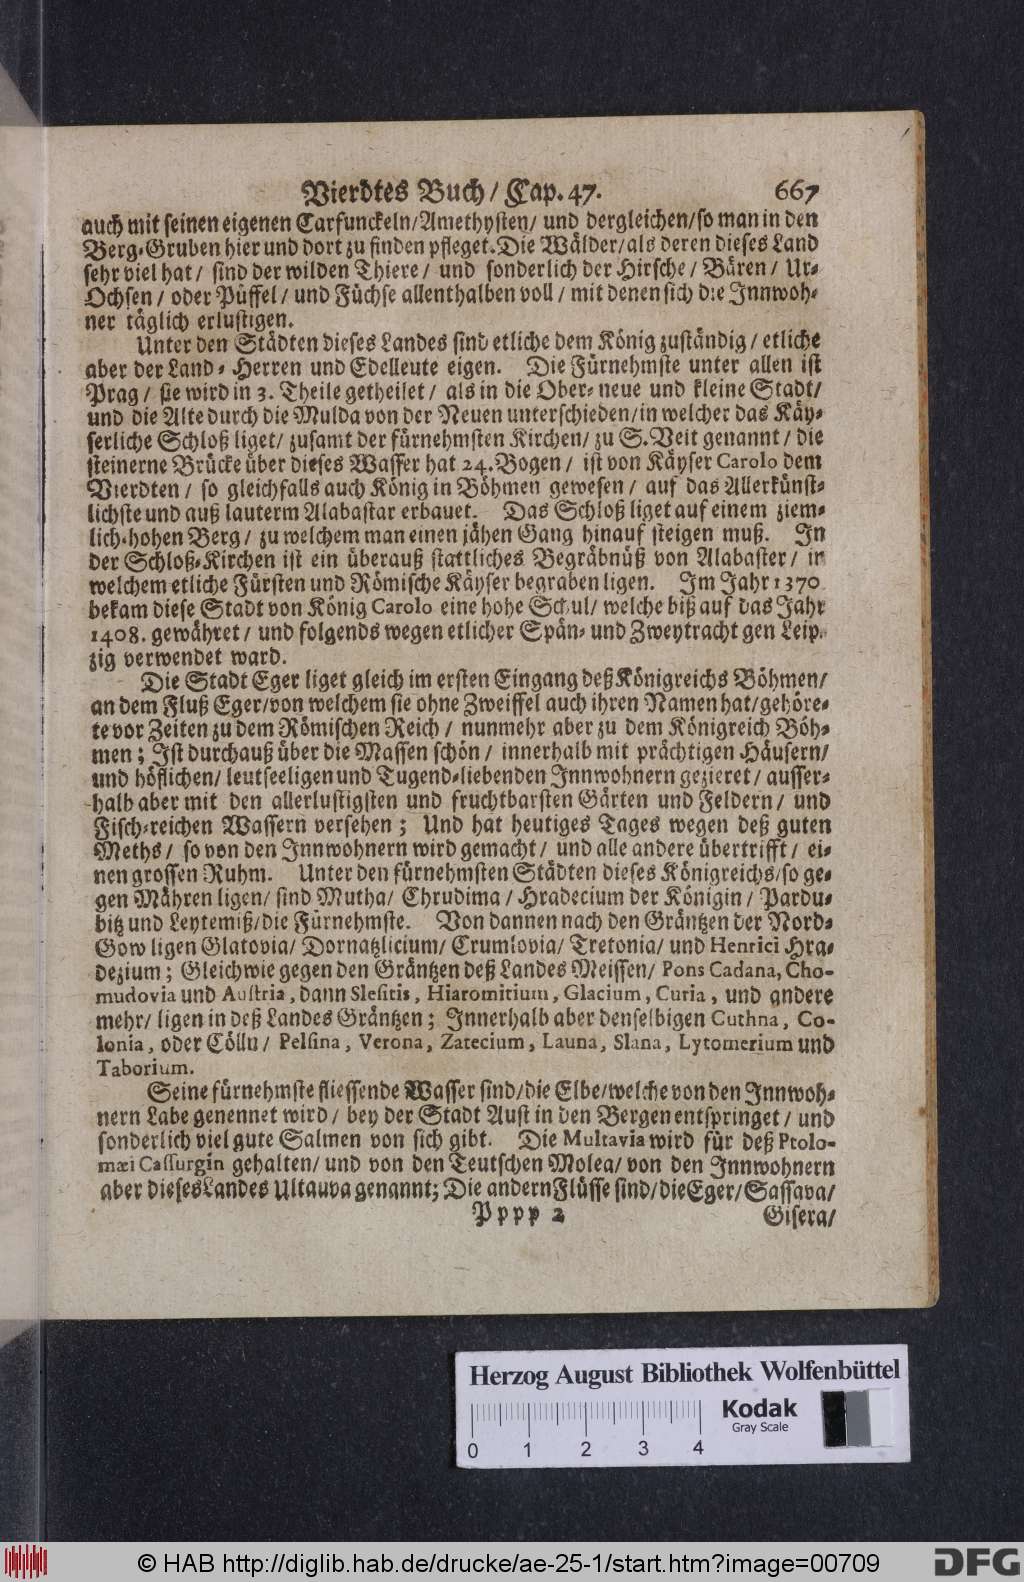 Vierdtes Buch / Cap. 47. 667
auch mit seinen eigenen Carfunckeln/ Amethysten/ und dergleichen/ so man in den
Berg-Gruben hier und dort zu finden pfleget. Die Wälder/ als deren dieses Land
sehr viel hat / sind der wilden Thiere / und sonderlich der Hirsche / Bären / Ur-
Ochsen / oder Püffel / und Füchse allenthalben voll / mit denen sich die Innwoh-
ner täglich erlustigen.
Unter den Städten dieses Landes sind etliche dem König zuständig / etliche
aber der Land-Herren und Edelleute eigen. Die Fürnehmste unter allen ist
Prag / sie wird in 3. Theile getheilet / als in die Ober- neue und kleine Stadt/
und die Alte durch die Mulda von der Neuen unterschieden / in welcher das Käy-
serliche Schloß liget/ zusamt der fürnehmsten Kirchen/ zu S. Veit genannt / die
steinerne Brücke über dieses Wasser hat 24. Bogen / ist von Käyser Carolo dem
Vierdten / so gleichfalls auch König in Böhmen gewesen / auf das Allerkünst-
lichste und auß lauterm Alabastar erbauet. Das Schloß liget auf einem ziem-
lich-hohen Berg / zu welchem man einen jähen Gang hinauf steigen muß. In
der Schloß-Kirchen ist ein überauß stattliches Begräbnüß von Alabaster / in
welchem etliche Fürsten und Römische Käyser begraben ligen. Im Jahr 1370.
bekam diese Stadt von König Carolo eine hohe Schul/ welche biß auf das Jahr
1408. gewähret / und folgends wegen etlicher Spän- und Zweytracht gen Leip-
zig verwendet ward.
Die Stadt Eger liget gleich im ersten Eingang deß Königreichs Böhmen/
an dem Fluß Eger/ von welchem sie ohne Zweiffel auch ihren Namen hat/ gehöre-
te vor Zeiten zu dem Römischen Reich / nunmehr aber zu dem Königreich Böh-
men; Ist durchauß über die Massen schön / innerhalb mit prächtigen Häusern/
und höflichen/ leutseeligen und Tugend-liebenden Innwohnern gezieret / ausser-
halb aber mit den allerlustigsten und fruchtbarsten Gärten und Feldern / und
Fisch-reichen Wassern versehen; Und hat heutiges Tages wegen deß guten
Meths / so von den Innwohnern wird gemacht / und alle andere übertrifft / ei-
nen grossen Ruhm. Unter den fürnehmsten Städten dieses Königreichs/ so ge-
gen Mähren ligen/ sind Mutha/ Chrudima / Hradecium der Königin / Pardu-
bitz und Leytemiß/ die Fürnehmste. Von dannen nach den Gräntzen der Nord-
Gow ligen Glatovia/ Dornatzlicium/ Crumlovia/ Tretonia/ und Henrici Hra-
dezium; Gleichwie gegen den Gräntzen deß Landes Meissen/ Pons Cadana, Cho-
mudovia und Austria, dann Slesitis, Hiaromitium, Glacium, Curia, und andere
mehr/ ligen in deß Landes Gräntzen; Innerhalb aber denselbigen Cuthna, Co-
lonia, oder Cölln/ Pelsina, Verona, Zatecium, Launa, Slana, Lytomerium und
Taborium.
Seine fürnehmste fliessende Wasser sind/ die Elbe/ welche von den Innwoh-
nern Labe genennet wird / bey der Stadt Aust in den Bergen entspringet / und
sonderlich viel gute Salmen von sich gibt. Die Multavia wird für deß Ptolo-
mæi Cassurgin gehalten/ und von den Teutschen Molea/ von den Innwohnern
aber dieses Landes Ultauva genannt; Die andern Flüsse sind/ die Eger/ Sassava/
Pppp 2 Gisera/
Herzog August Bibliothek Wolfenbüttel
Kodak
Gray Scale
0 1 2 3 4
© HAB http://diglib.hab.de/drucke/ae-25-1/start.htm?image=00709
DFG